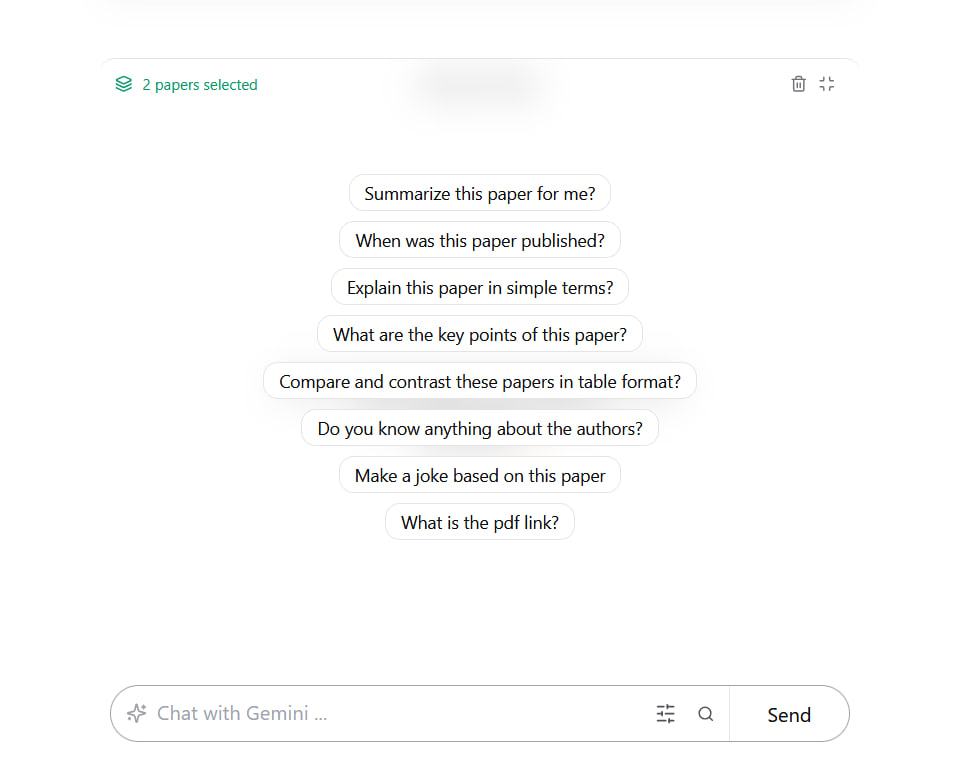 2 papers selected
Summarize this paper for me?
When was this paper published?
Explain this paper in simple terms?
What are the key points of this paper?
Compare and contrast these papers in table format?
Do you know anything about the authors?
Make a joke based on this paper
What is the pdf link?
Chat with Gemini ...
Send